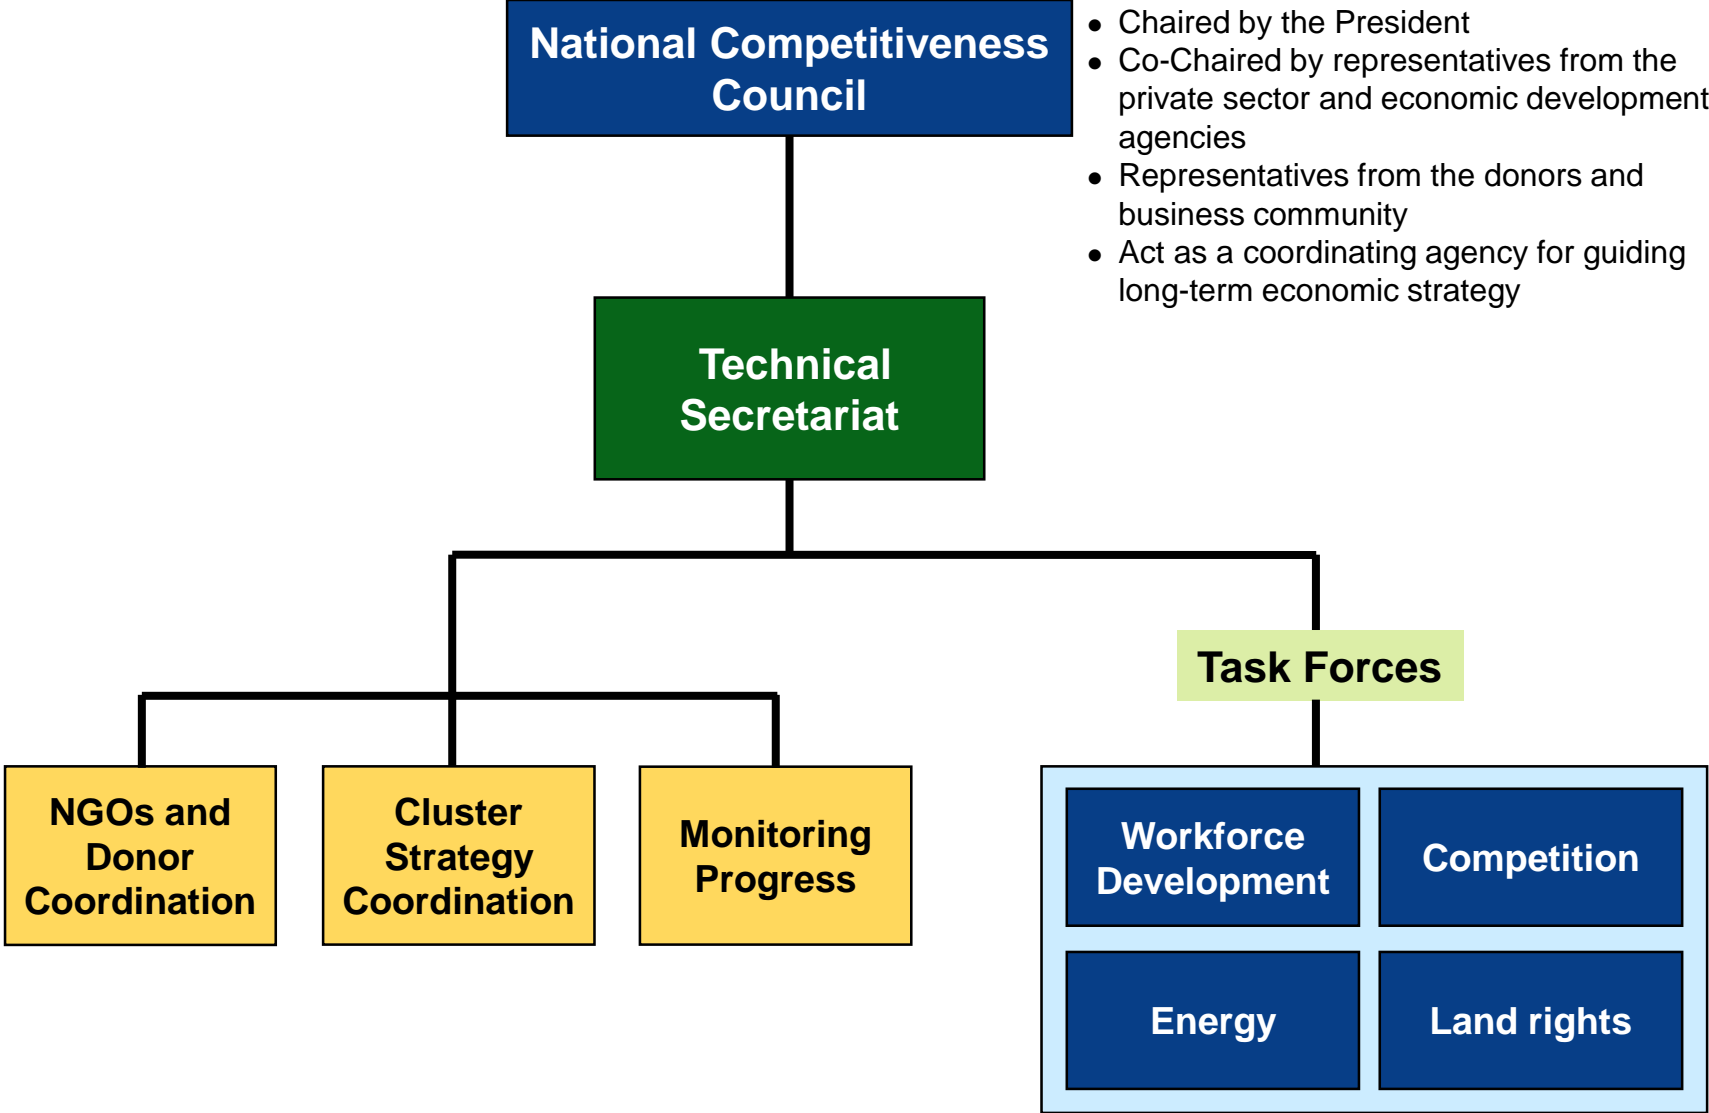 National Competitiveness
Council
● Chaired by the President
● Co-Chaired by representatives from the
private sector and economic development
agencies
● Representatives from the donors and
business community
● Act as a coordinating agency for guiding
long-term economic strategy
Technical
Secretariat
Task Forces
NGOs and
Donor
Coordination
Cluster
Strategy
Coordination
Monitoring
Progress
Workforce
Development
Competition
Energy
Land rights